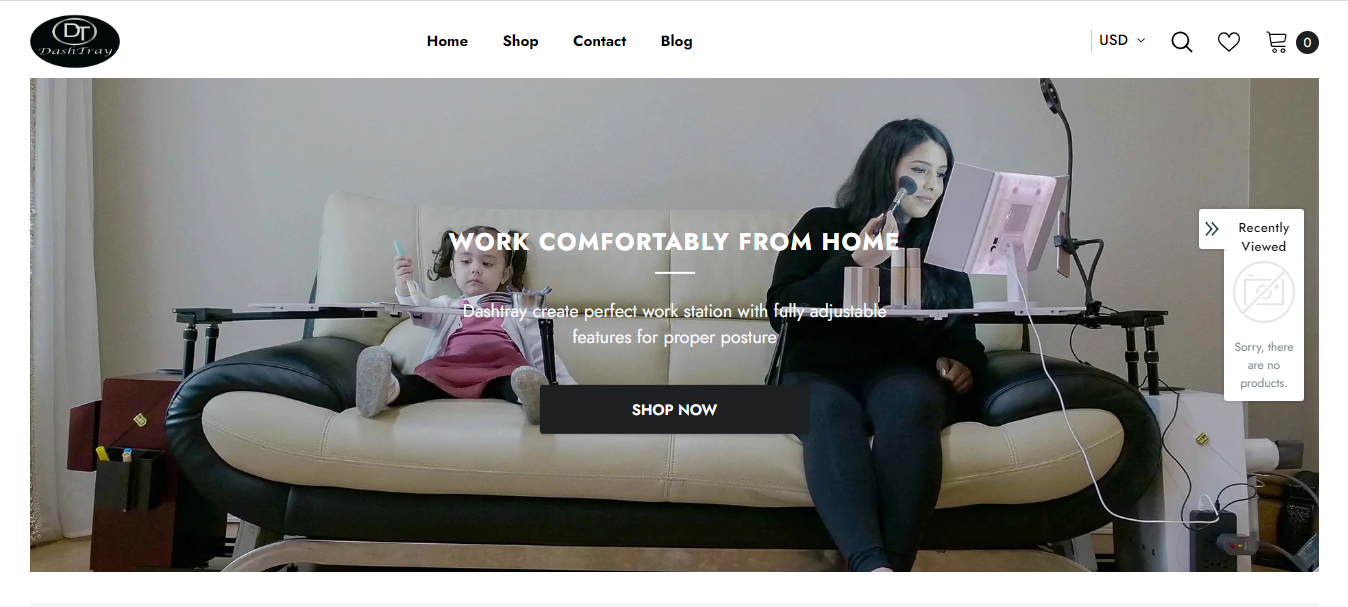 DT
DashTray
Home Shop Contact Blog
USD
0
WORK COMFORTABLY FROM HOME
Dashtray create perfect work station with fully adjustable
features for proper posture
SHOP NOW
Recently
Viewed
Sorry, there
are no
products.